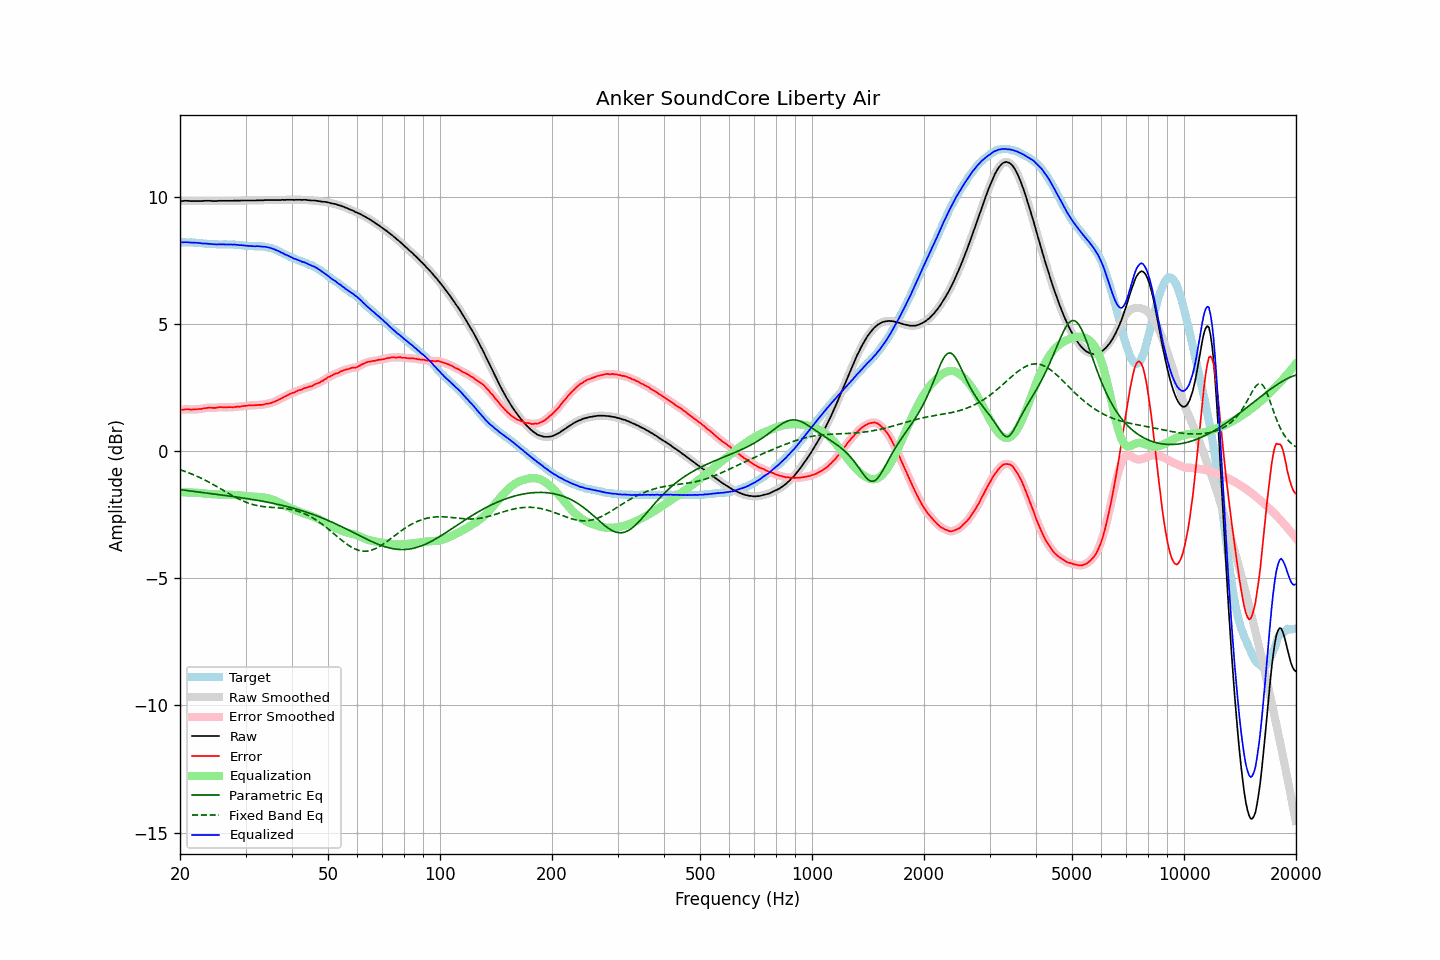 Anker SoundCore Liberty Air
10
5
0
−5
−10
−15
Amplitude (dBr)
Target
Raw Smoothed
Error Smoothed
Raw
Error
Equalization
Parametric Eq
Fixed Band Eq
Equalized
20 50 100 200 500 1000 2000 5000 10000 20000
Frequency (Hz)